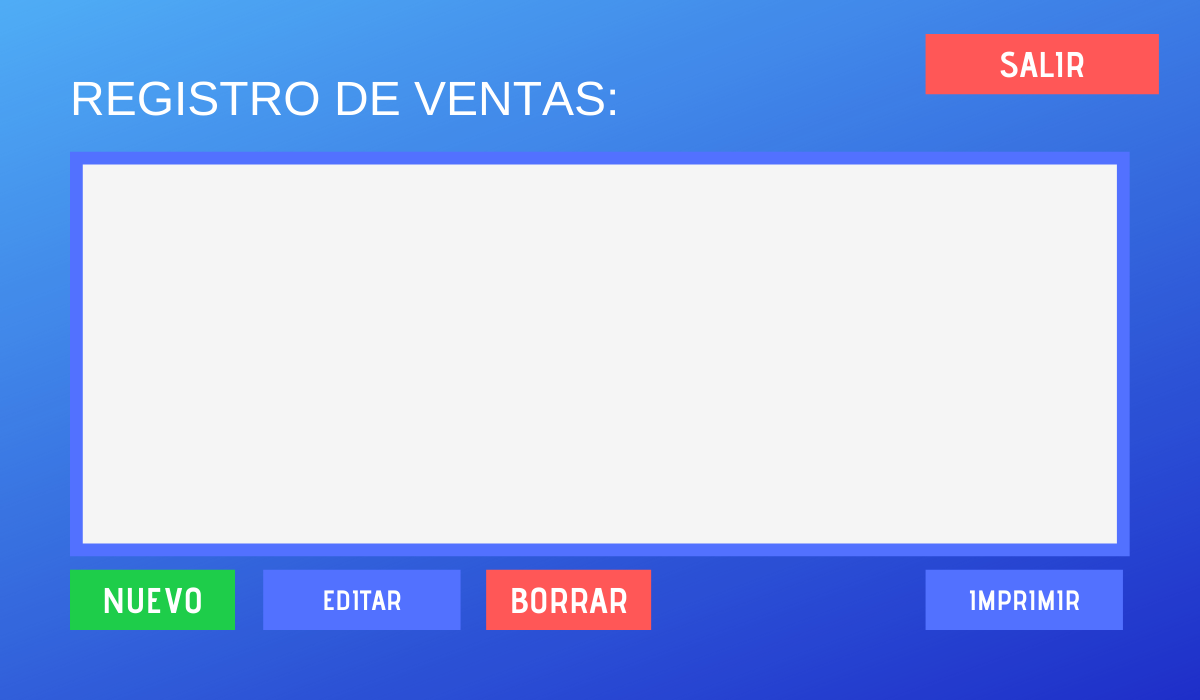 SALIR
REGISTRO DE VENTAS:
NUEVO
EDITAR
BORRAR
IMPRIMIR